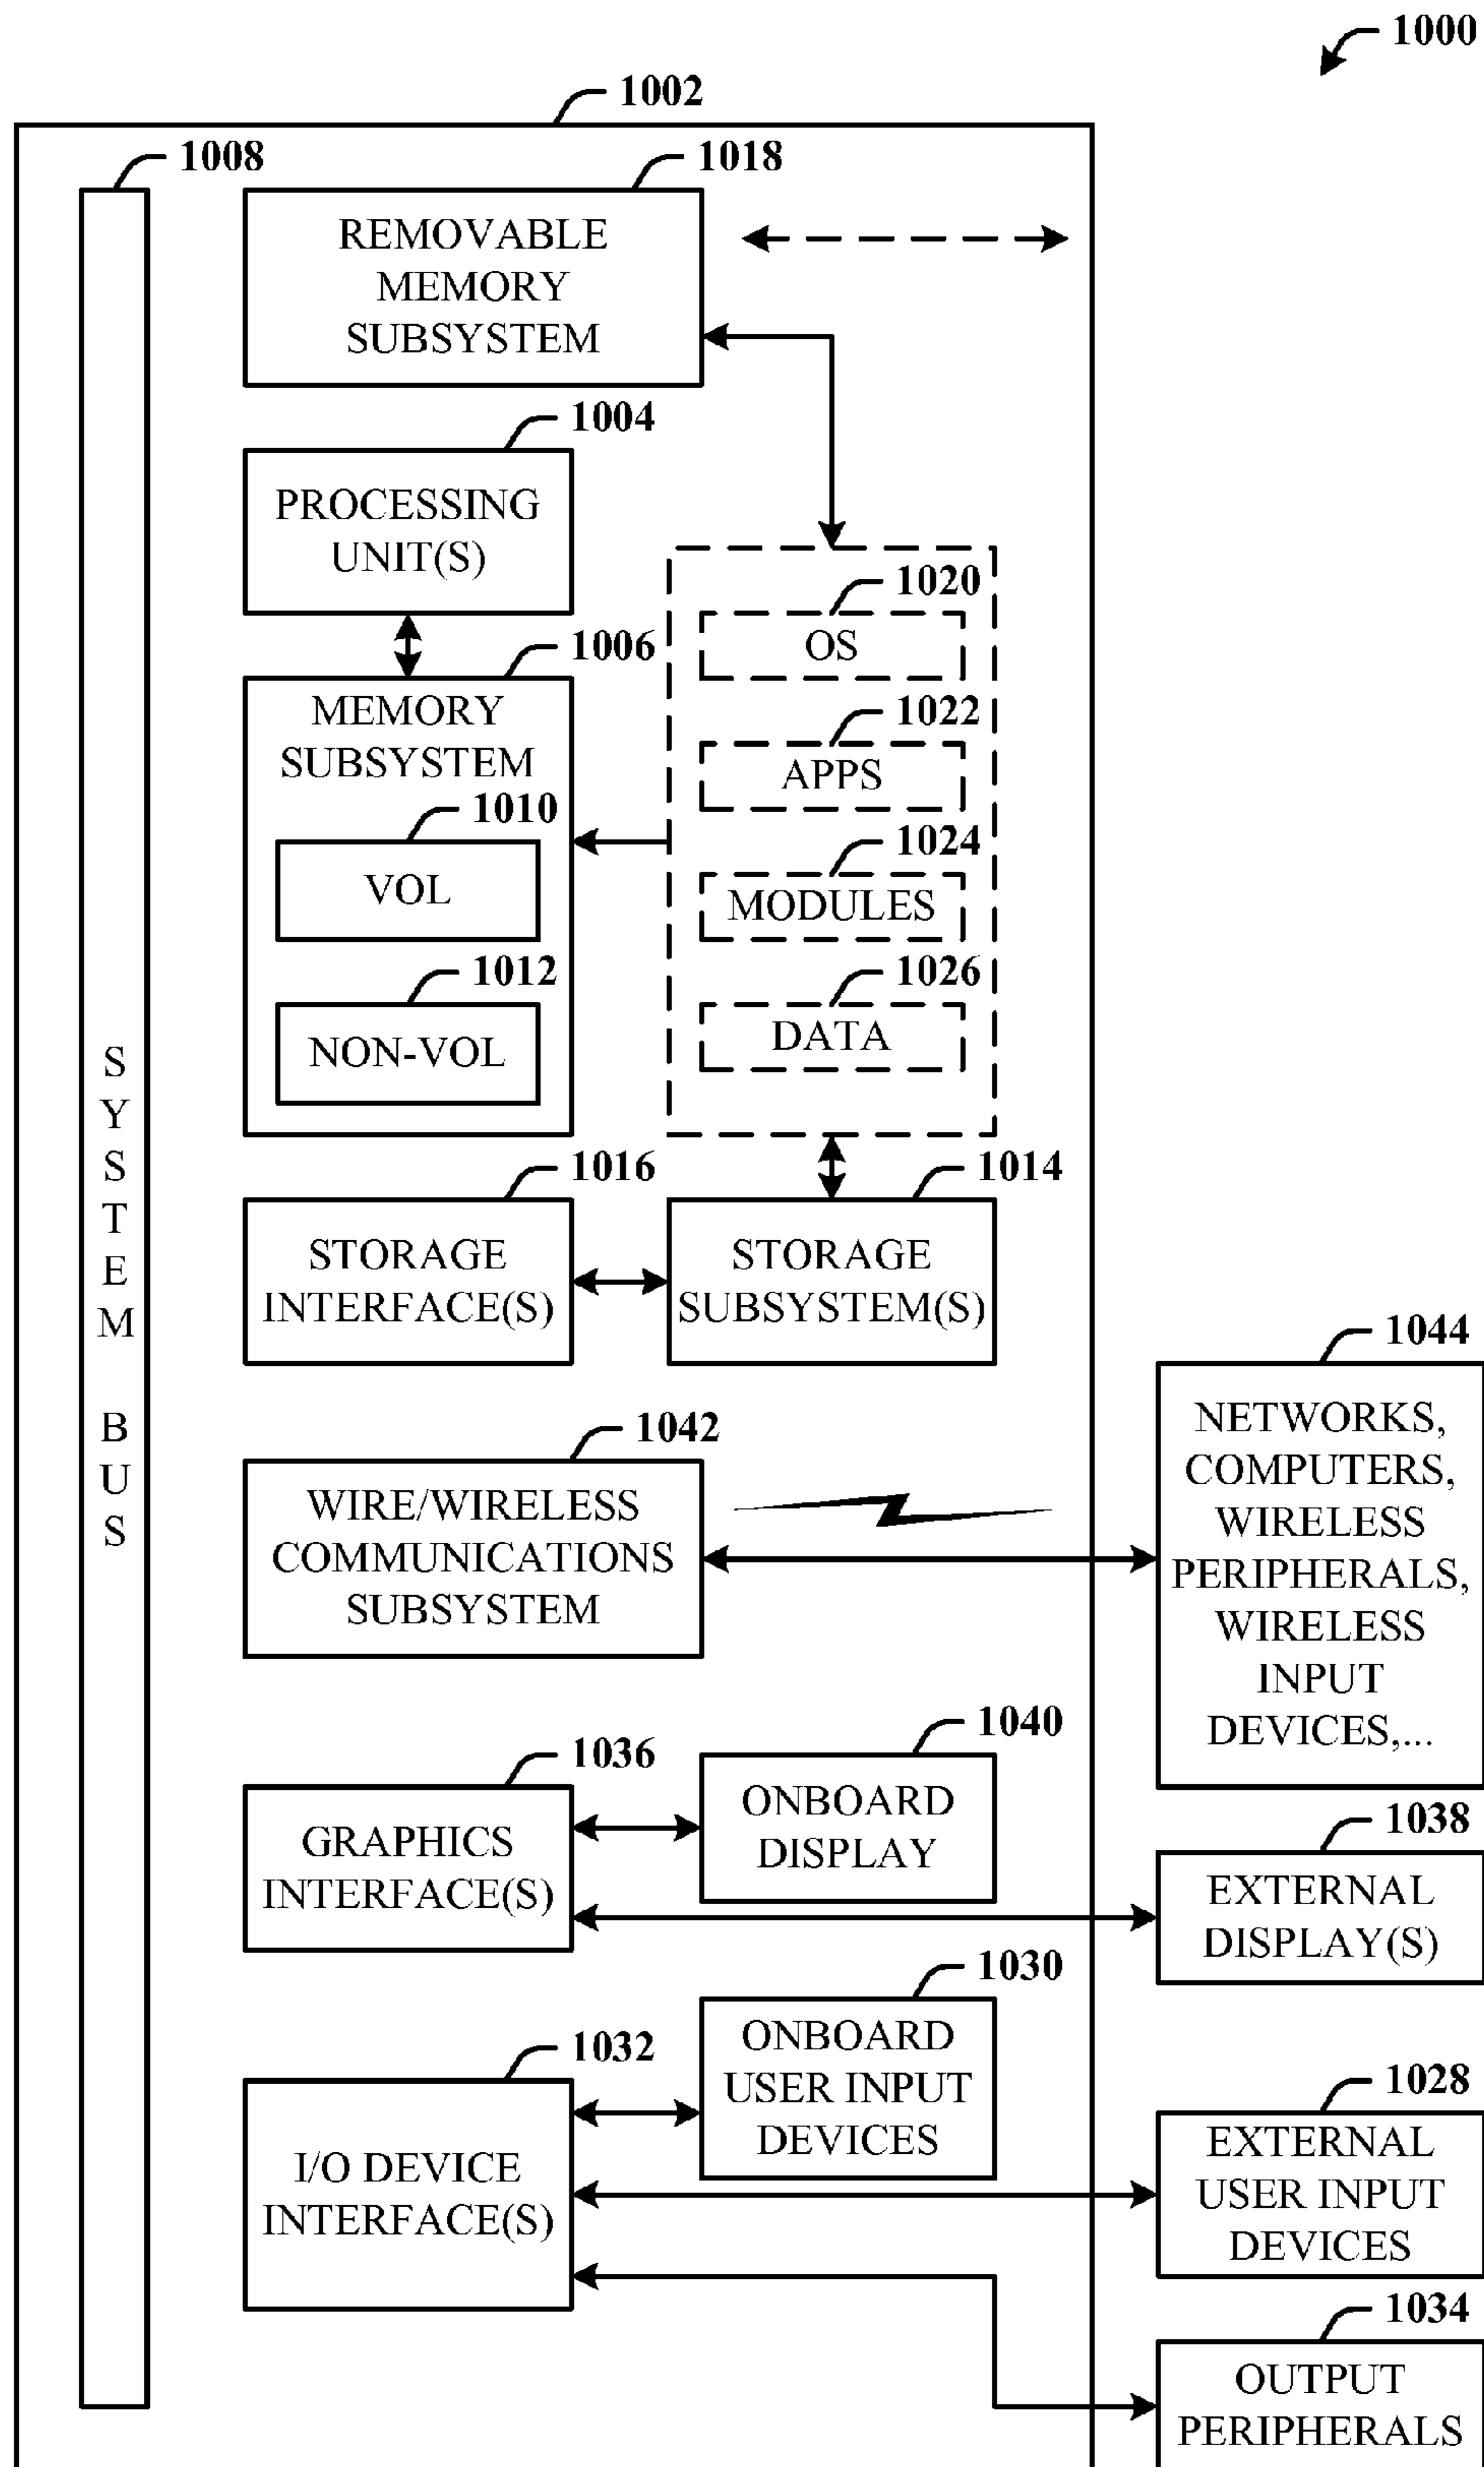 1000
1002
1008
1018
REMOVABLE
MEMORY
SUBSYSTEM
1004
PROCESSING
UNIT(S)
1020
OS
1006
MEMORY
SUBSYSTEM
1022
APPS
1010
VOL
1024
MODULES
1012
NON-VOL
1026
DATA
SYSTEM BUS
1016
STORAGE
INTERFACE(S)
1014
STORAGE
SUBSYSTEM(S)
1044
NETWORKS,
COMPUTERS,
WIRELESS
PERIPHERALS,
WIRELESS
INPUT
DEVICES,...
1042
WIRE/WIRELESS
COMMUNICATIONS
SUBSYSTEM
1036
GRAPHICS
INTERFACE(S)
1040
ONBOARD
DISPLAY
1038
EXTERNAL
DISPLAY(S)
1030
ONBOARD
USER INPUT
DEVICES
1032
I/O DEVICE
INTERFACE(S)
1028
EXTERNAL
USER INPUT
DEVICES
1034
OUTPUT
PERIPHERALS